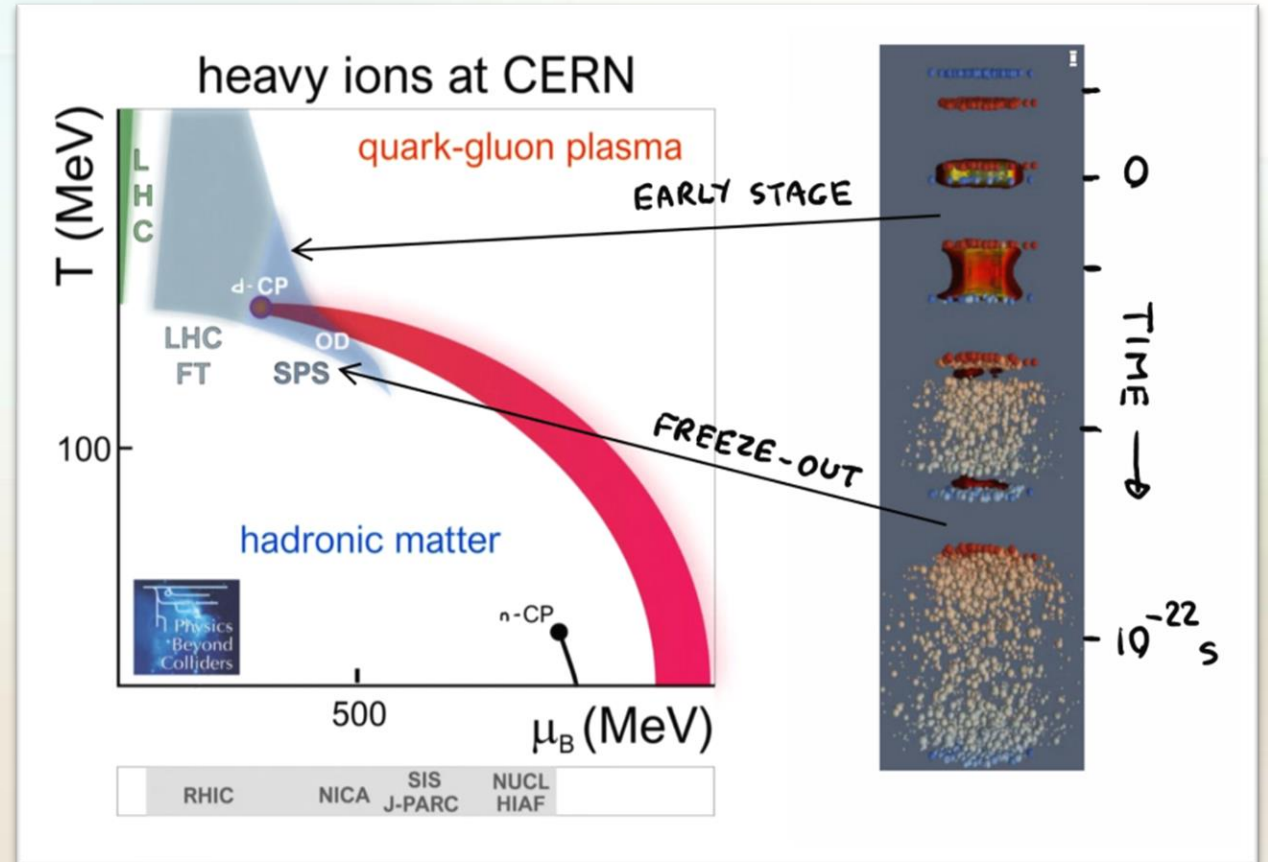 heavy ions at CERN
T (MeV)
L
H
C
quark-gluon plasma
EARLY STAGE
d-CP
OD
LHC
FT
SPS
100
FREEZE-OUT
hadronic matter
n-CP
Physics
Beyond
Colliders
500
μB (MeV)
RHIC
NICA
SIS
J-PARC
NUCL
HIAF
0
TIME →
10⁻²² s